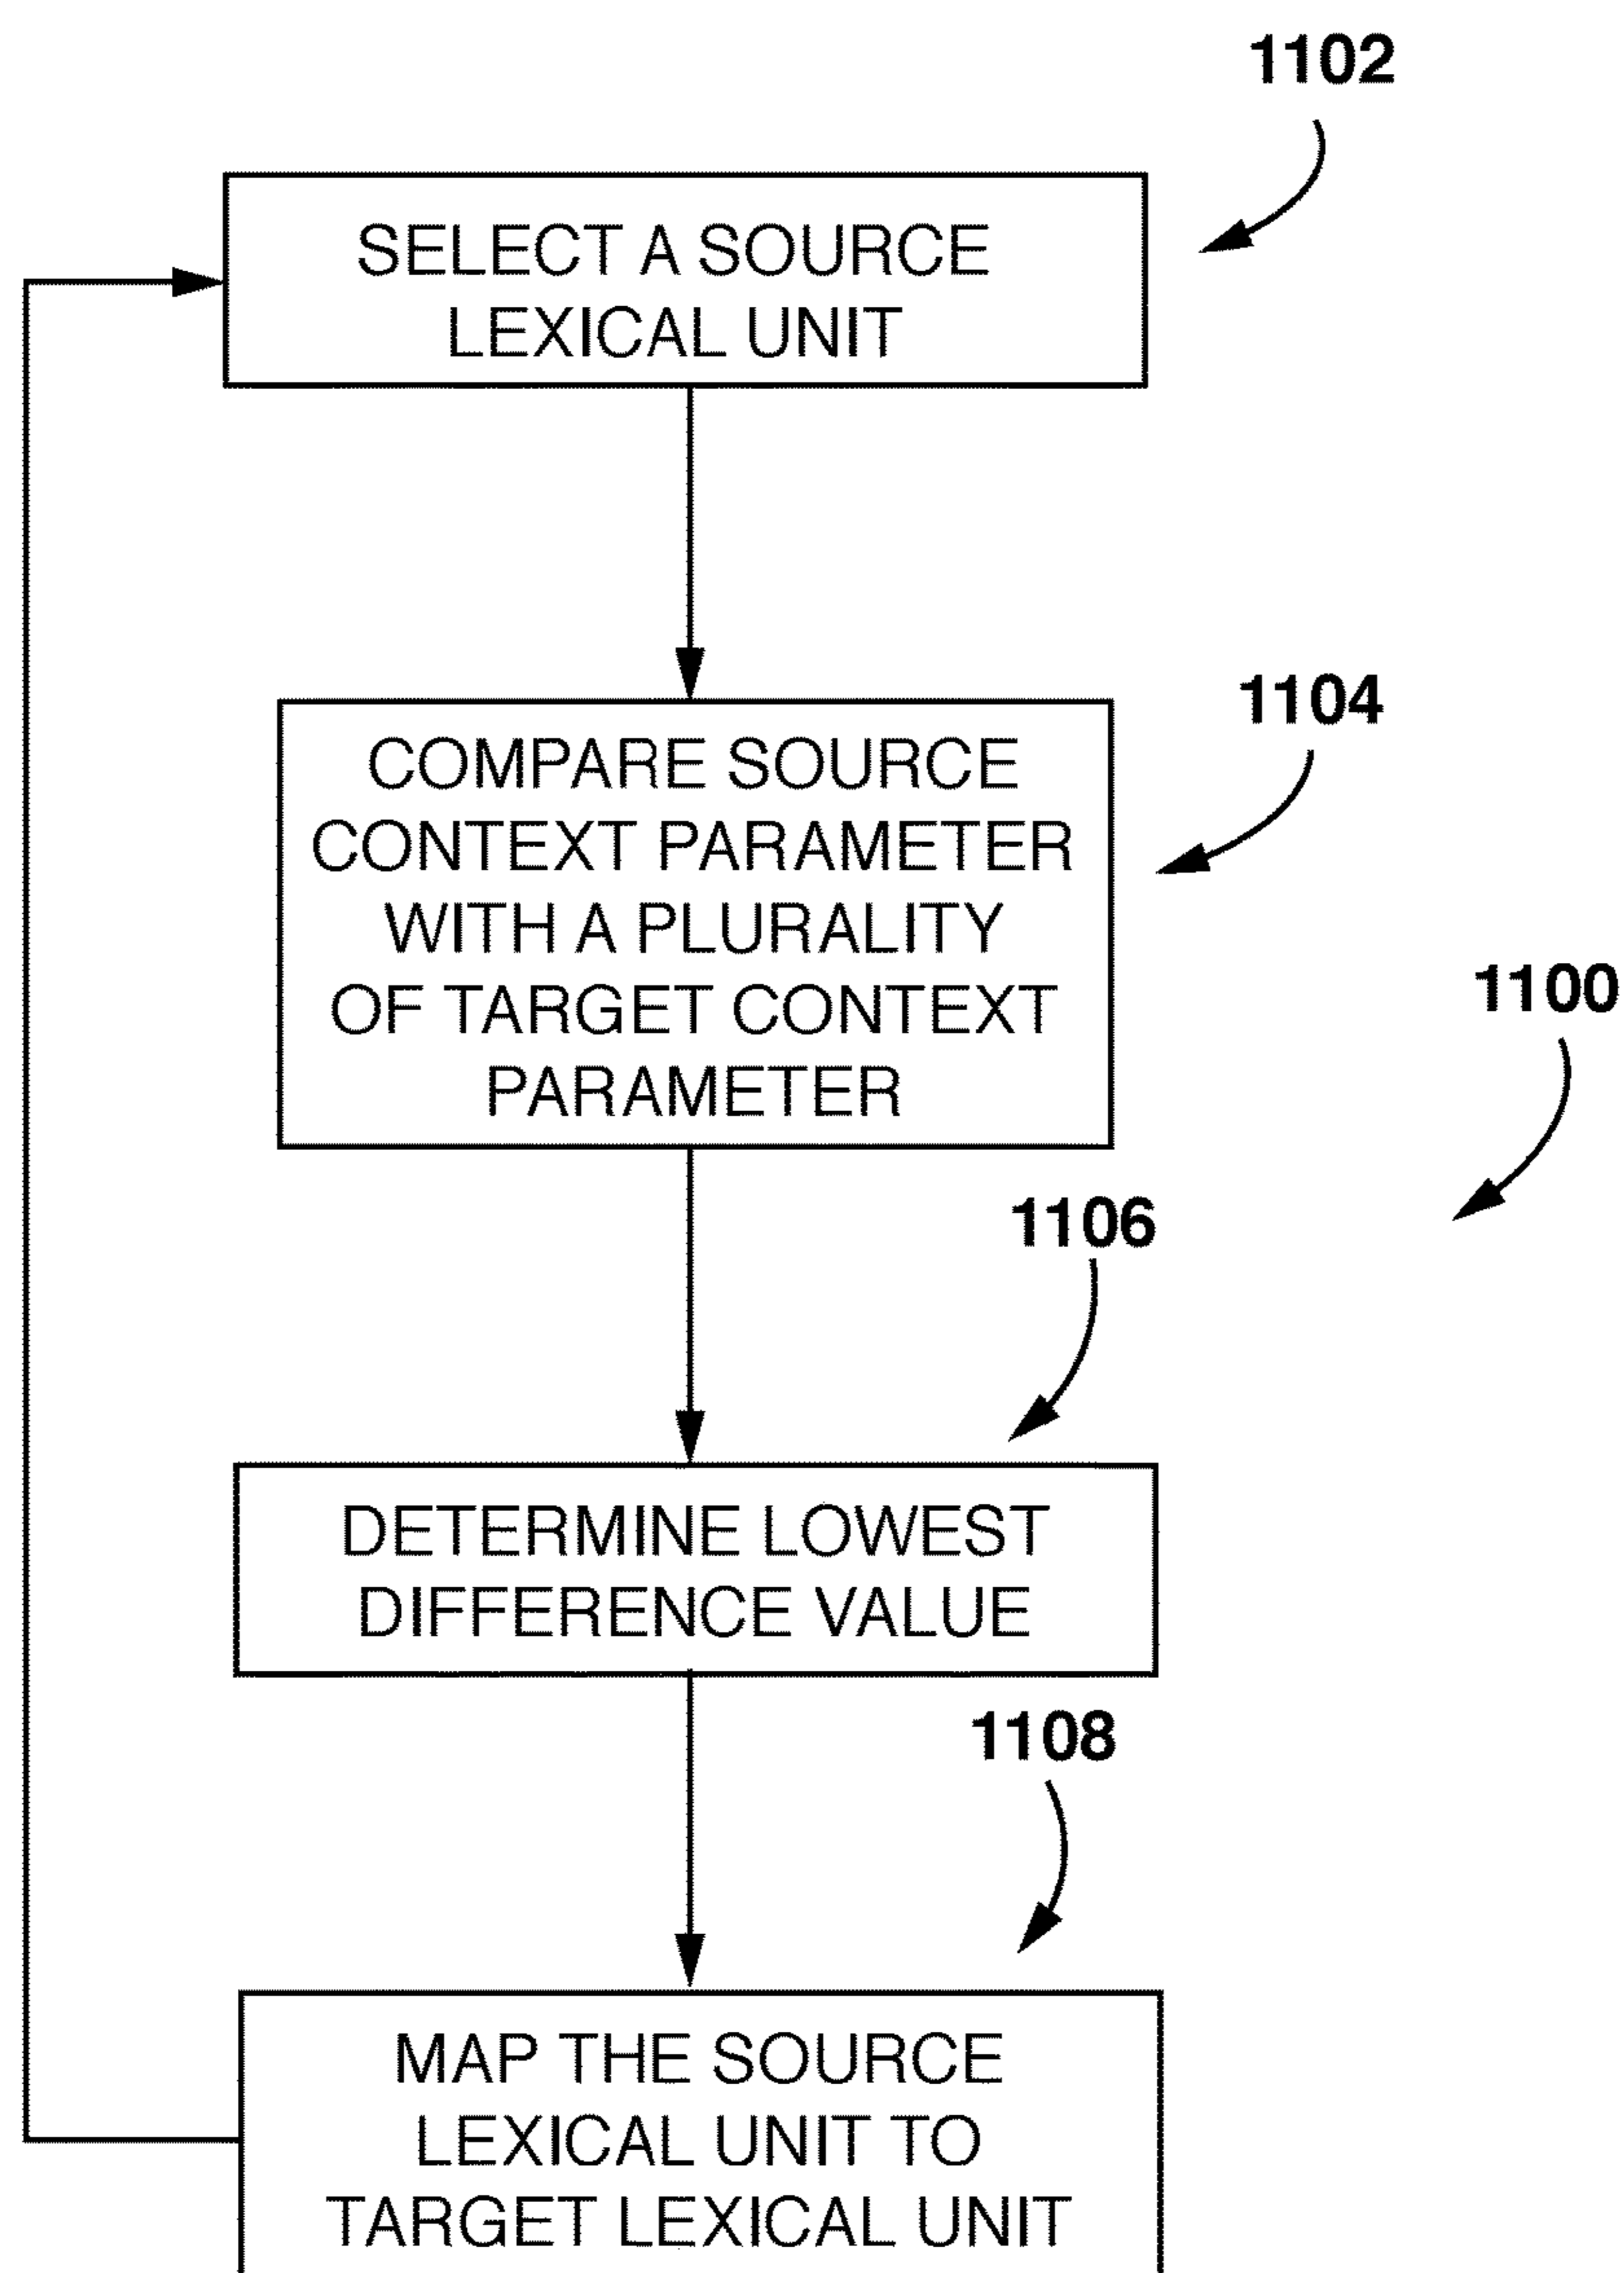 1102
SELECT A SOURCE
LEXICAL UNIT
1104
COMPARE SOURCE
CONTEXT PARAMETER
WITH A PLURALITY
OF TARGET CONTEXT
PARAMETER
1100
1106
DETERMINE LOWEST
DIFFERENCE VALUE
1108
MAP THE SOURCE
LEXICAL UNIT TO
TARGET LEXICAL UNIT